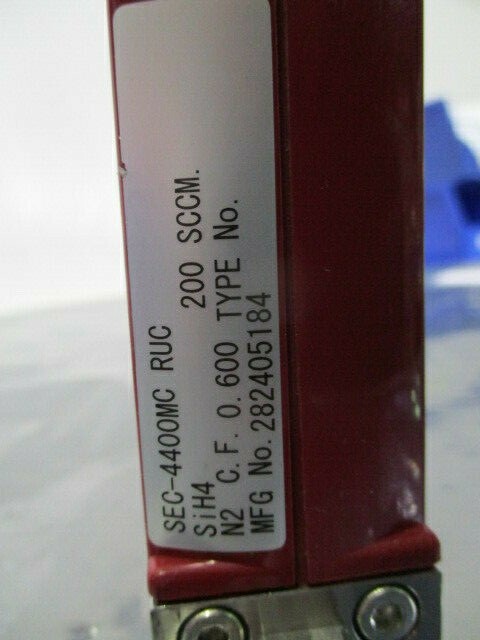 SEC-4400MC RUC
SiH4 200 SCCM.
N2 C.F. 0.600 TYPE No.
MFG No. 282405184